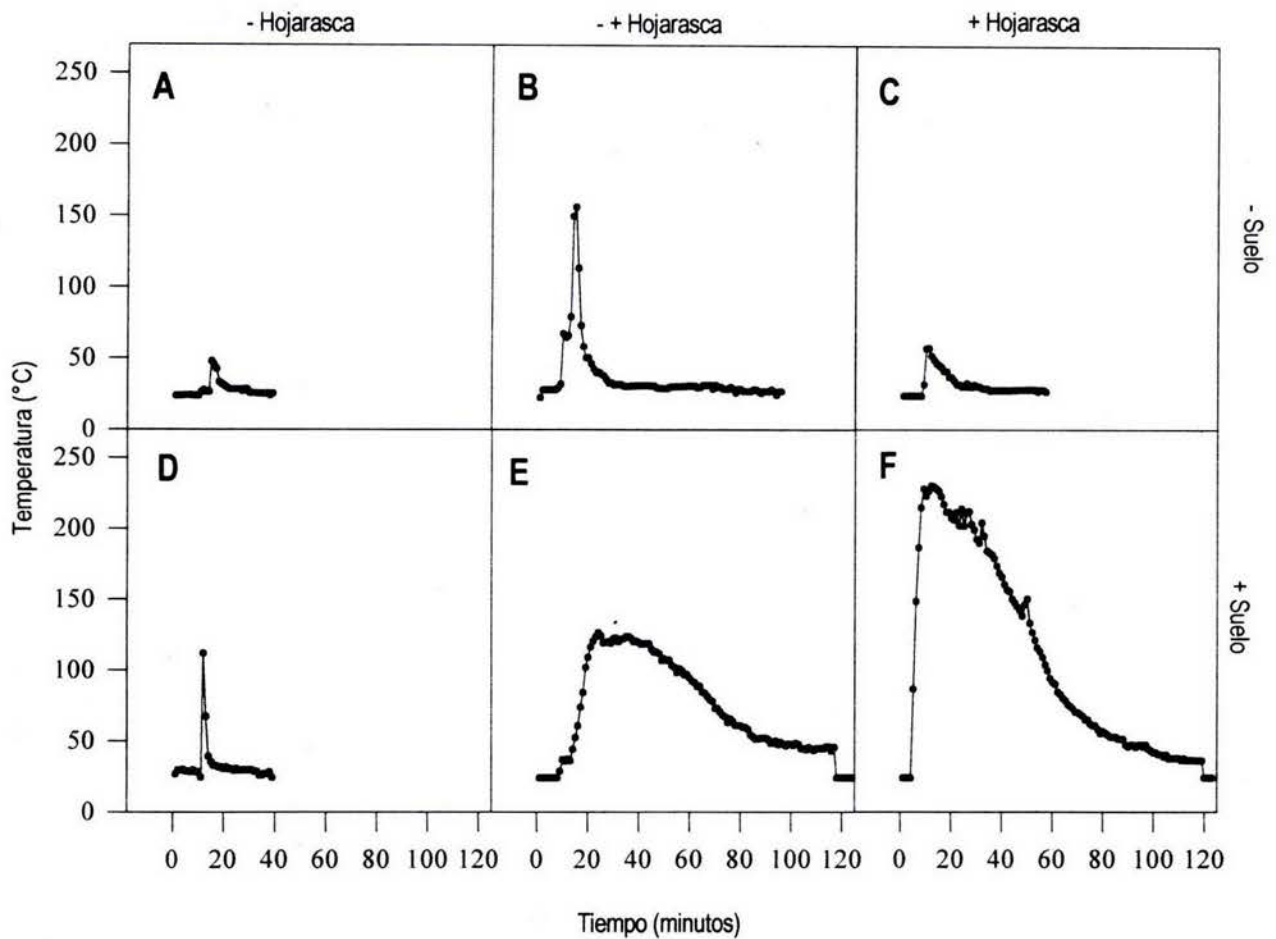 - Hojarasca - + Hojarasca + Hojarasca
A B C
250
200
150
100
50
0
- Suelo
D E F
250
200
150
100
50
0
+ Suelo
Temperatura (°C)
0 20 40 60 80 100 120 0 20 40 60 80 100 120 0 20 40 60 80 100 120
Tiempo (minutos)